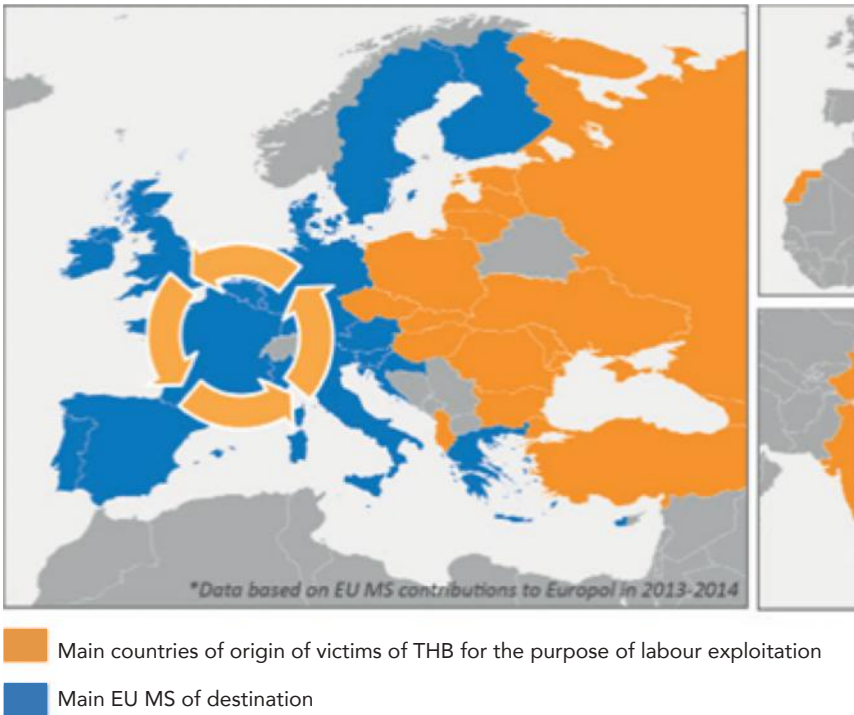 *Data based on EU MS contributions to Europol in 2013-2014
Main countries of origin of victims of THB for the purpose of labour exploitation
Main EU MS of destination